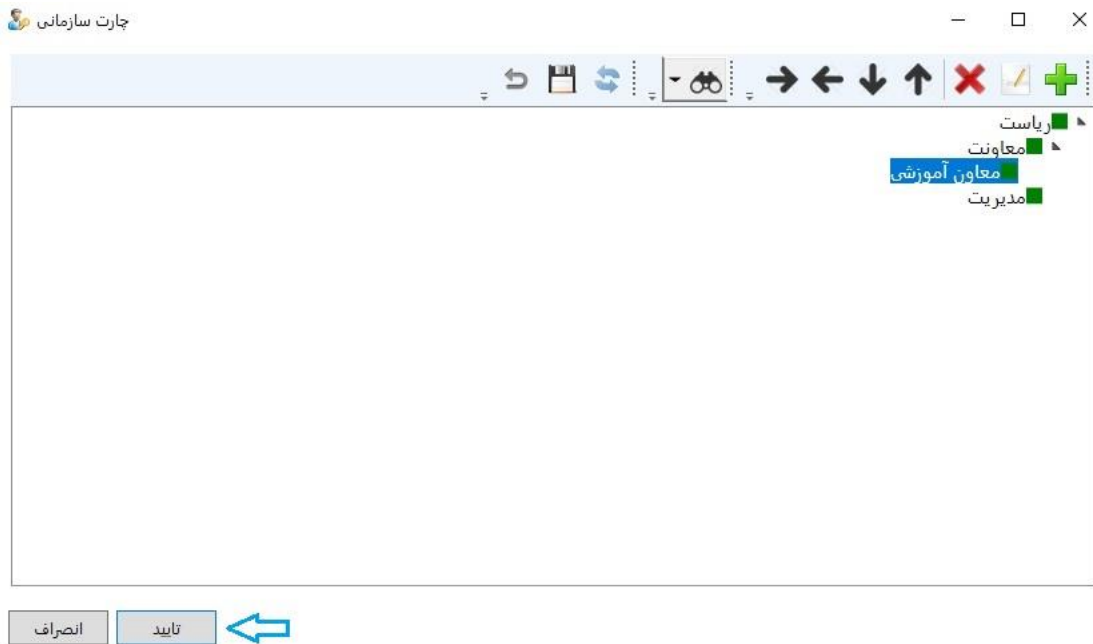 چارت سازمانی
ریاست
معاونت
معاون آموزشی
مدیریت
تایید
انصراف